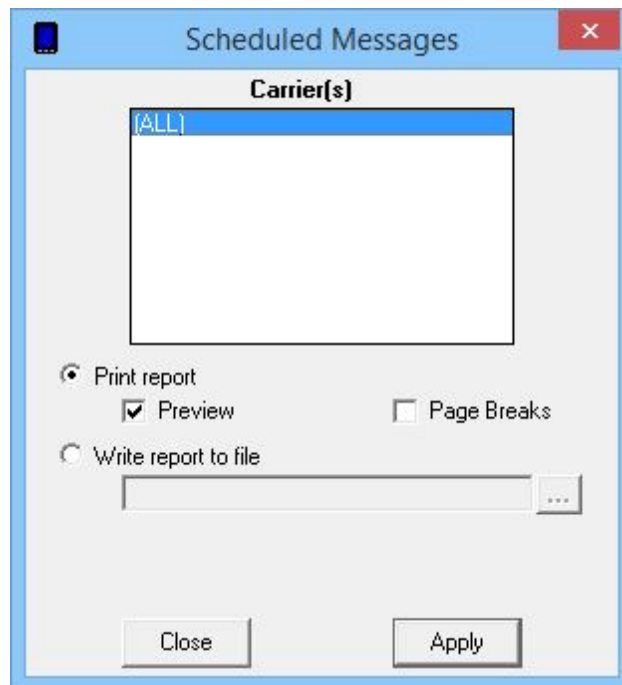 Scheduled Messages
Carrier(s)
(ALL)
Print report
Preview Page Breaks
Write report to file
...
Close Apply